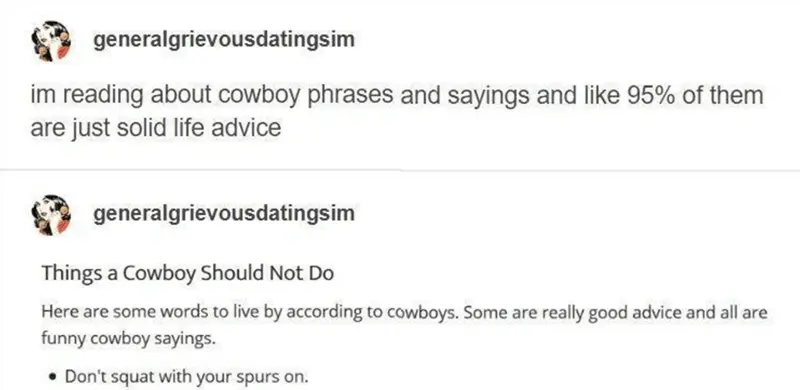 generalgrievousdatingsim
im reading about cowboy phrases and sayings and like 95% of them
are just solid life advice
generalgrievousdatingsim
Things a Cowboy Should Not Do
Here are some words to live by according to cowboys. Some are really good advice and all are
funny cowboy sayings.
• Don't squat with your spurs on.